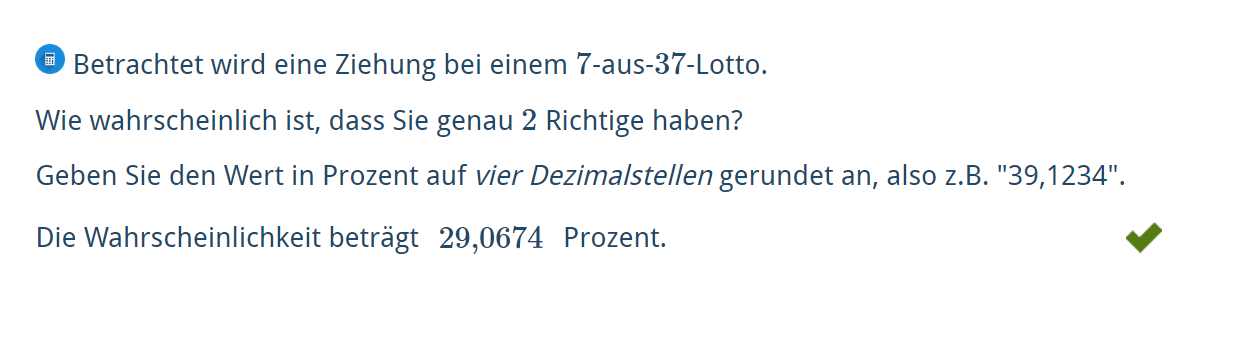 Betrachtet wird eine Ziehung bei einem 7-aus-37-Lotto.
Wie wahrscheinlich ist, dass Sie genau 2 Richtige haben?
Geben Sie den Wert in Prozent auf vier Dezimalstellen gerundet an, also z.B. "39,1234".
Die Wahrscheinlichkeit beträgt 29,0674 Prozent.